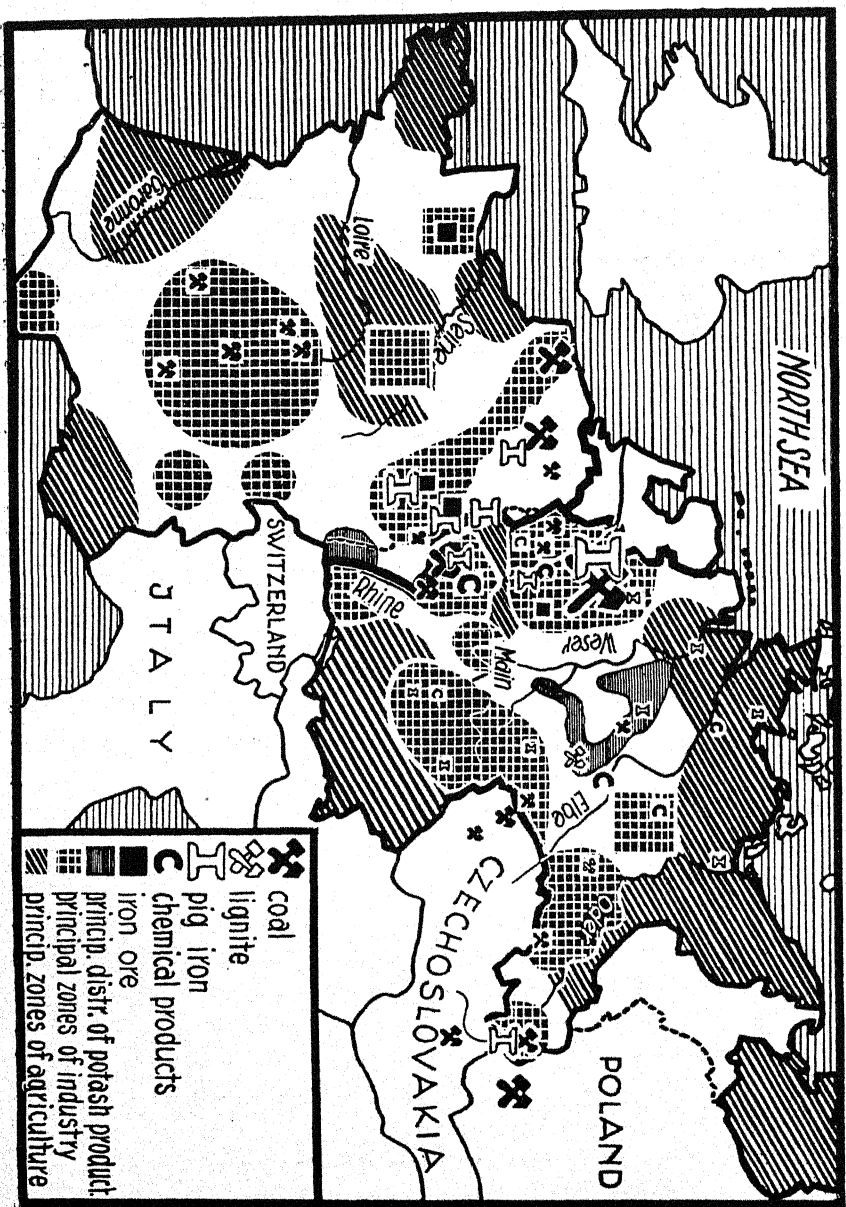 NORTH SEA
POLAND
Weser
Elbe
Oder
Rhine
Main
Seine
Loire
Garonne
CZECHOSLOVAKIA
SWITZERLAND
JTALY
coal
lignite
pig iron
C chemical products
iron ore
princip. distr. of potash product.
principal zones of industry
princip. zones of agriculture